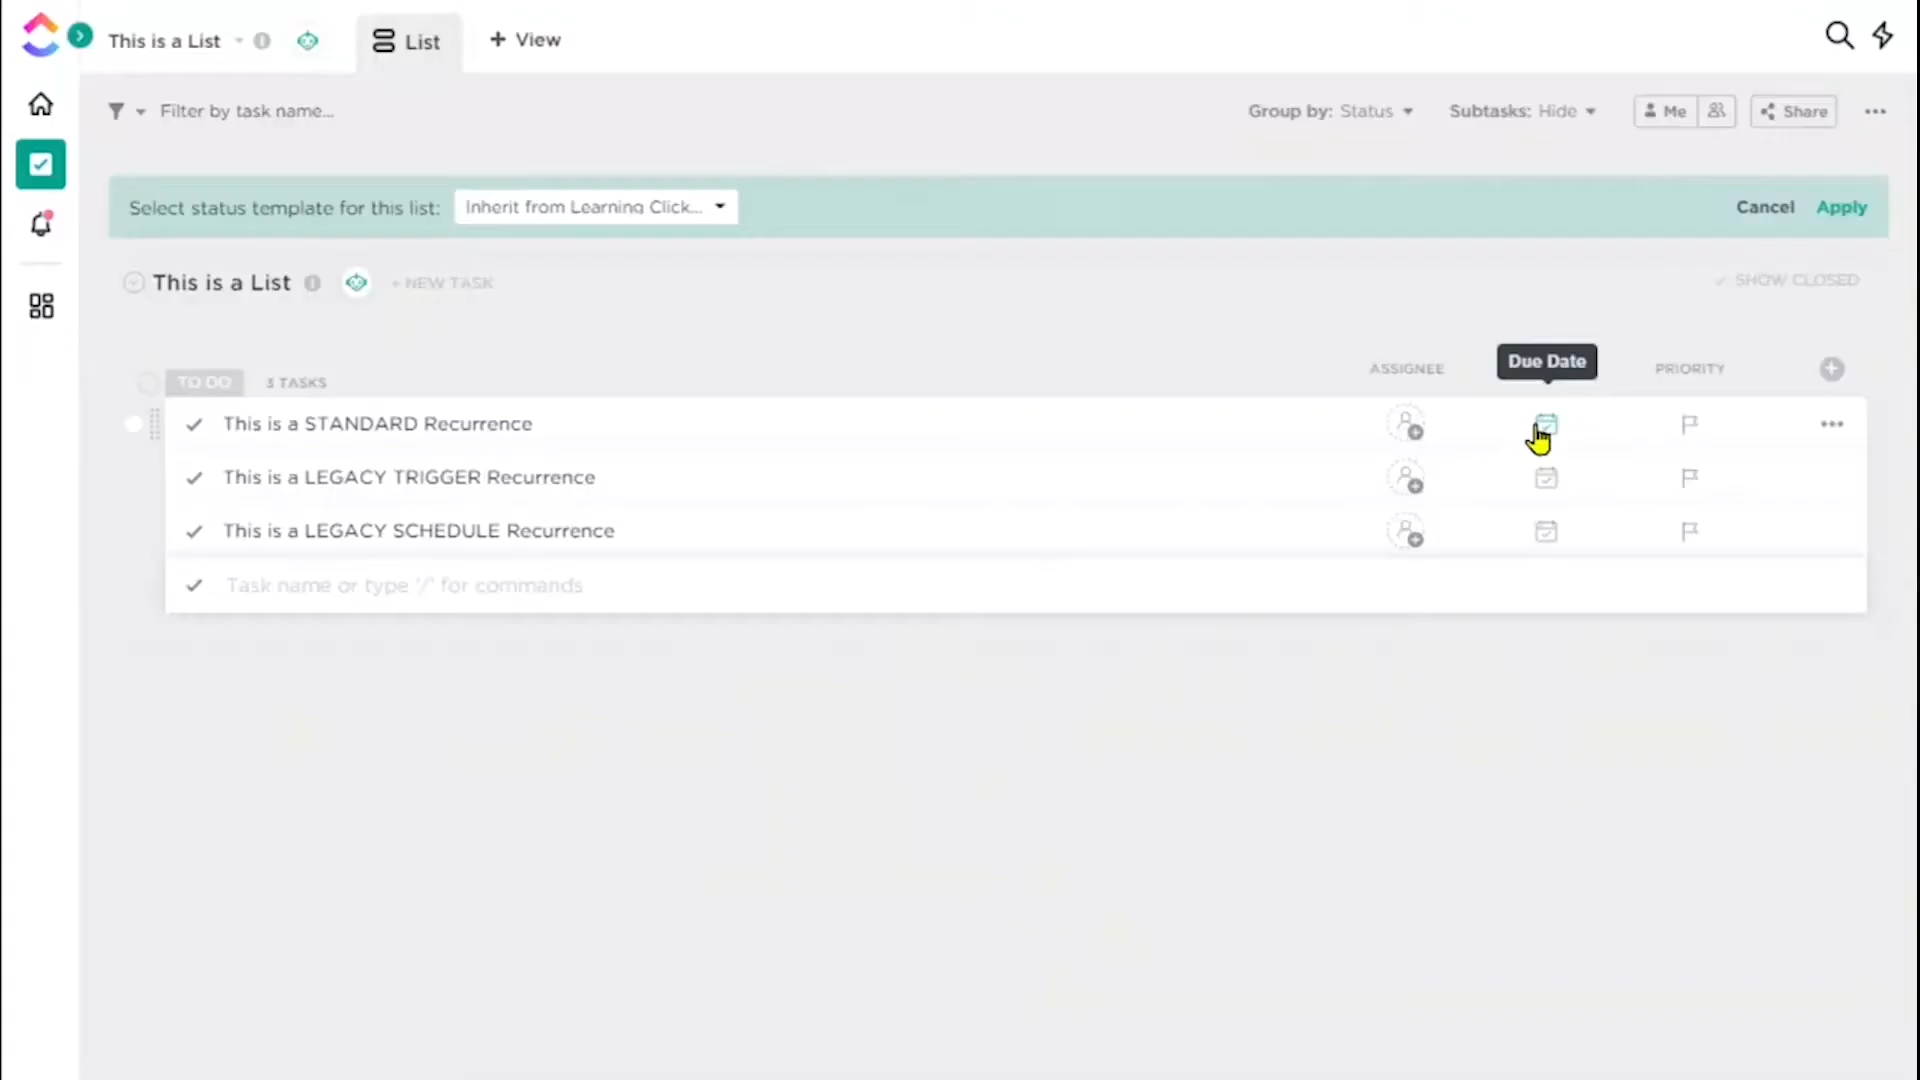 This is a List
List
+ View
Filter by task name...
Group by: Status
Subtasks: Hide
Me
Share
Select status template for this list:
Inherit from Learning Click...
Cancel
Apply
This is a List
+ NEW TASK
SHOW CLOSED
TO DO
3 TASKS
ASSIGNEE
Due Date
PRIORITY
This is a STANDARD Recurrence
This is a LEGACY TRIGGER Recurrence
This is a LEGACY SCHEDULE Recurrence
Task name or type '/' for commands